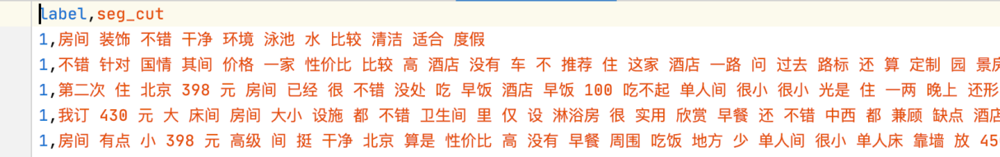 label,seg_cut
1,房间 装饰 不错 干净 环境 泳池 水 比较 清洁 适合 度假
1,不错 针对 国情 其间 价格 一家 性价比 比较 高 酒店 没有 车 不 推荐 住 这家 酒店 一路 问 过去 路标 还 算 定制 园 景房
1,第二次 住 北京 398 元 房间 已经 很 不错 没处 吃 早饭 酒店 早饭 100 吃不起 单人间 很小 很小 光是 住 一两 晚上 还形
1,我订 430 元 大 床间 房间 大小 设施 都 不错 卫生间 里 仅 设 淋浴房 很 实用 欣赏 早餐 还 不错 中西 都 兼顾 缺点 酒店
1,房间 有点 小 398 元 高级 间 挺 干净 北京 算是 性价比 高 没有 早餐 周围 吃饭 地方 少 单人间 很小 单人床 靠墙 放 45